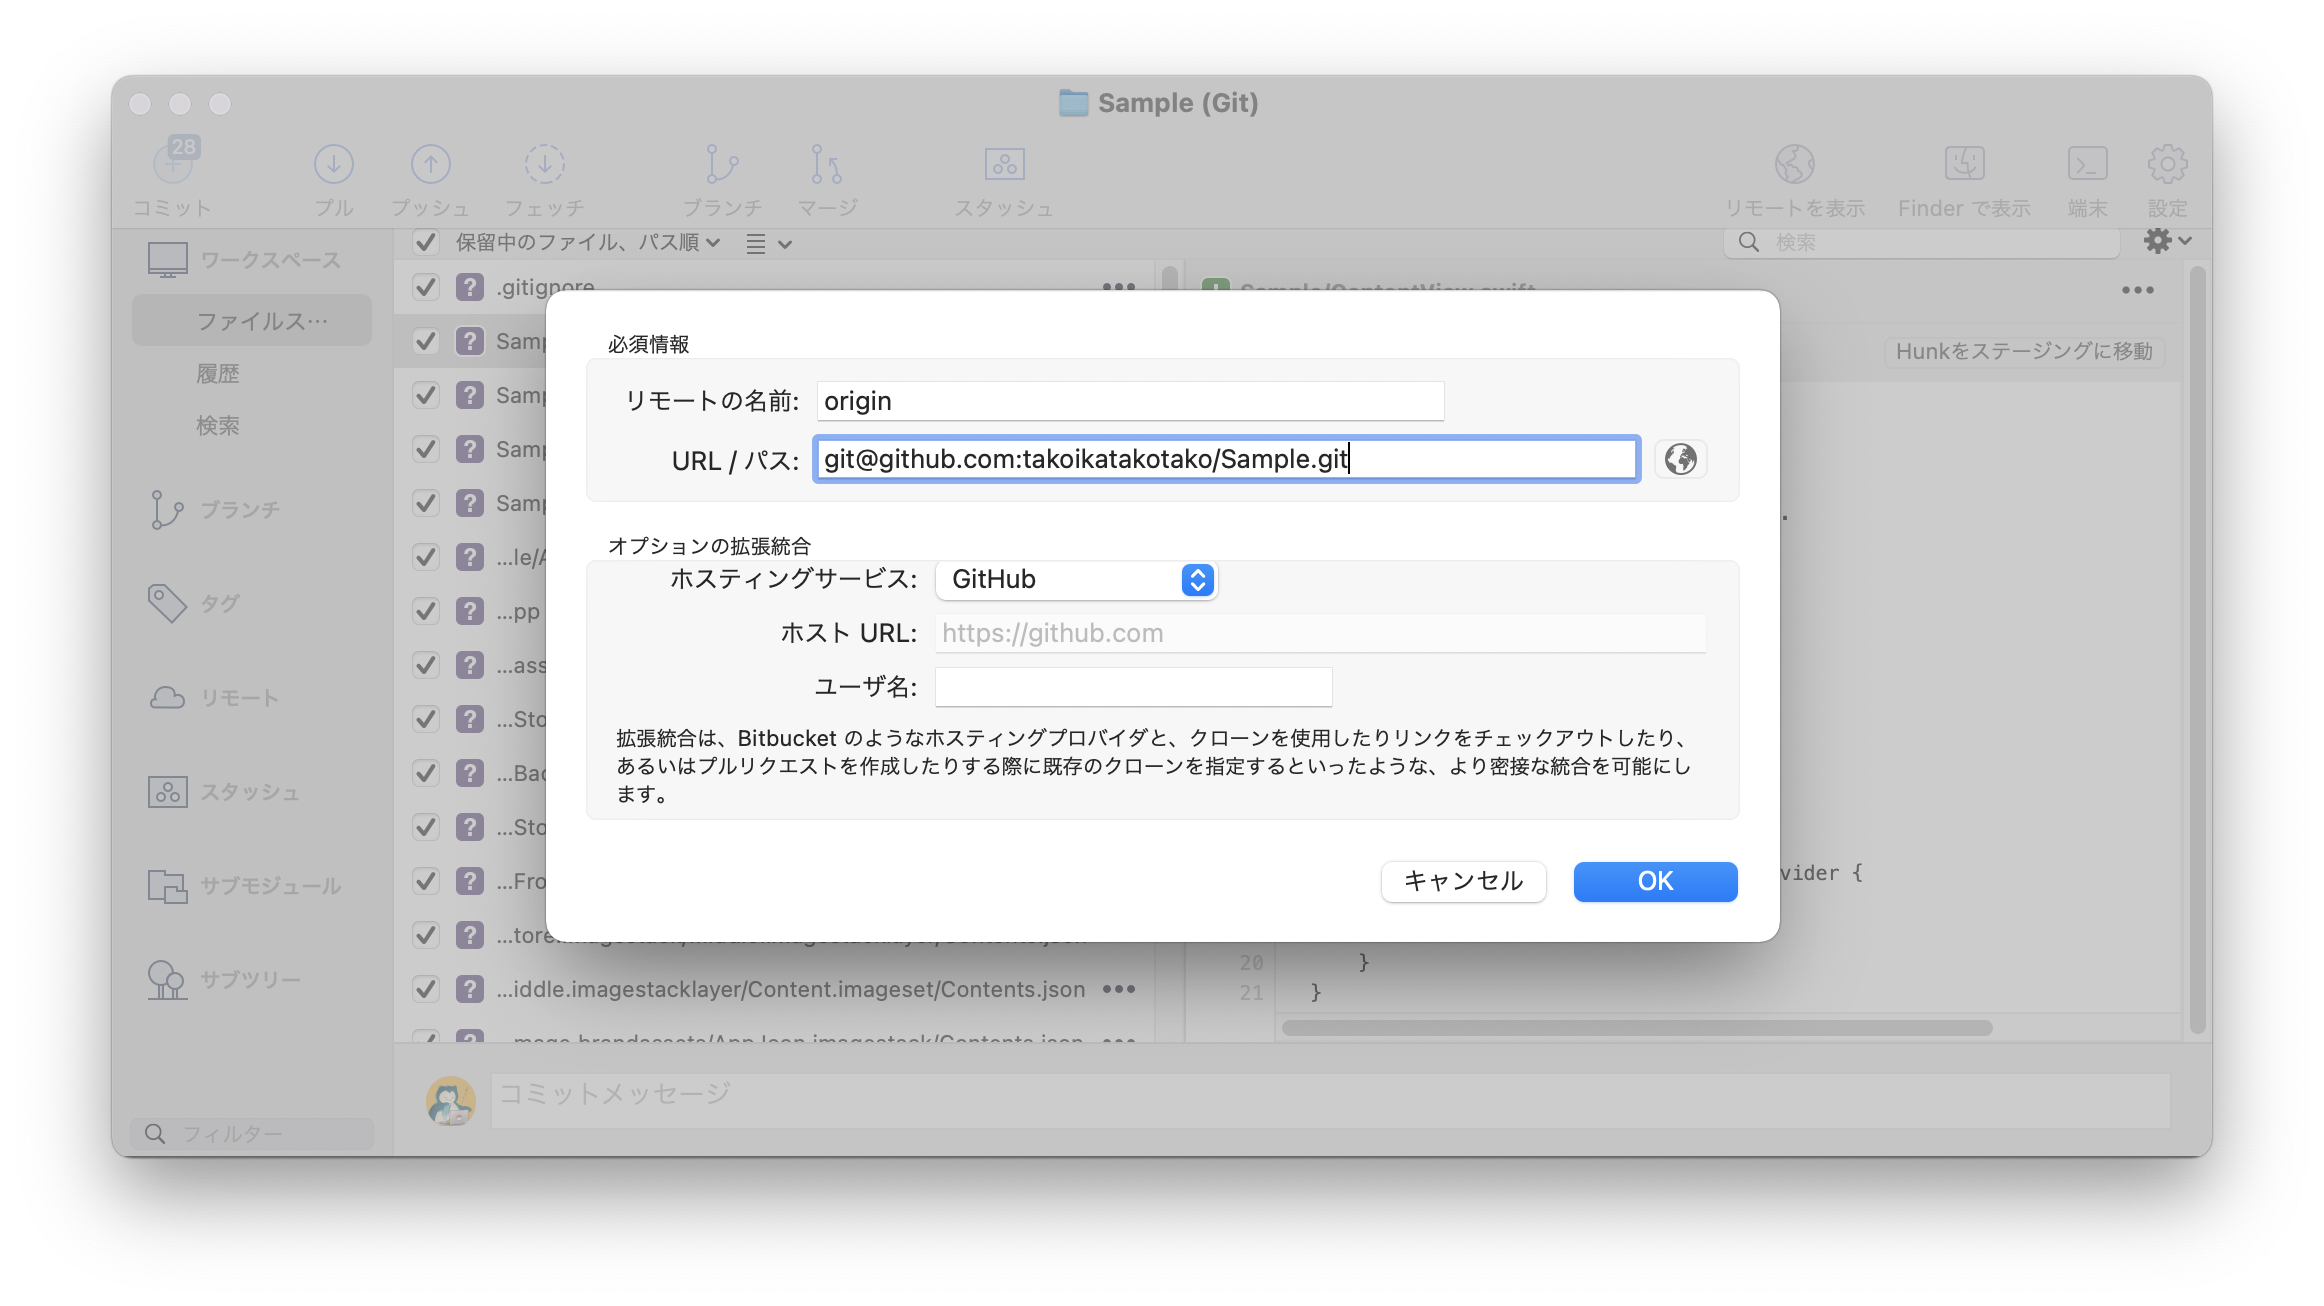 Sample (Git)
28
コミット
プル
プッシュ
フェッチ
ブランチ
マージ
スタッシュ
リモートを表示
Finder で表示
端末
設定
ワークスペース
ファイルス…
履歴
検索
ブランチ
タグ
リモート
スタッシュ
サブモジュール
サブツリー
フィルター
保留中のファイル、パス順
検索
.gitignore
Samp
Samp
Samp
Samp
...le/A
...pp
...ass
...Sto
...Bac
...Sto
...Fro
...iddle.imagestacklayer/Content.imageset/Contents.json
Sample/ContentView.swift
Hunkをステージングに移動
vider {
20 }
21 }
コミットメッセージ
必須情報
リモートの名前: origin
URL / パス: git@github.com:takoikatakotako/Sample.git
オプションの拡張統合
ホスティングサービス: GitHub
ホスト URL: https://github.com
ユーザ名:
拡張統合は、Bitbucket のようなホスティングプロバイダと、クローンを使用したりリンクをチェックアウトしたり、
あるいはプルリクエストを作成したりする際に既存のクローンを指定するといったような、より密接な統合を可能にし
ます。
キャンセル
OK